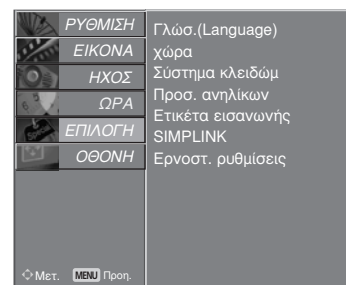 ΡΥΘΜΙΣΗ
ΕΙΚΟΝΑ
ΗΧΟΣ
ΩΡΑ
ΕΠΙΛΟΓΗ
ΟΘΟΝΗ
Μετ. MENU Προη.
Γλώσ.(Language)
χώρα
Σύστημα κλειδώμ
Προσ. ανηλίκων
Ετικέτα εισανωνής
SIMPLINK
Ερνοστ. ρυθμίσεις